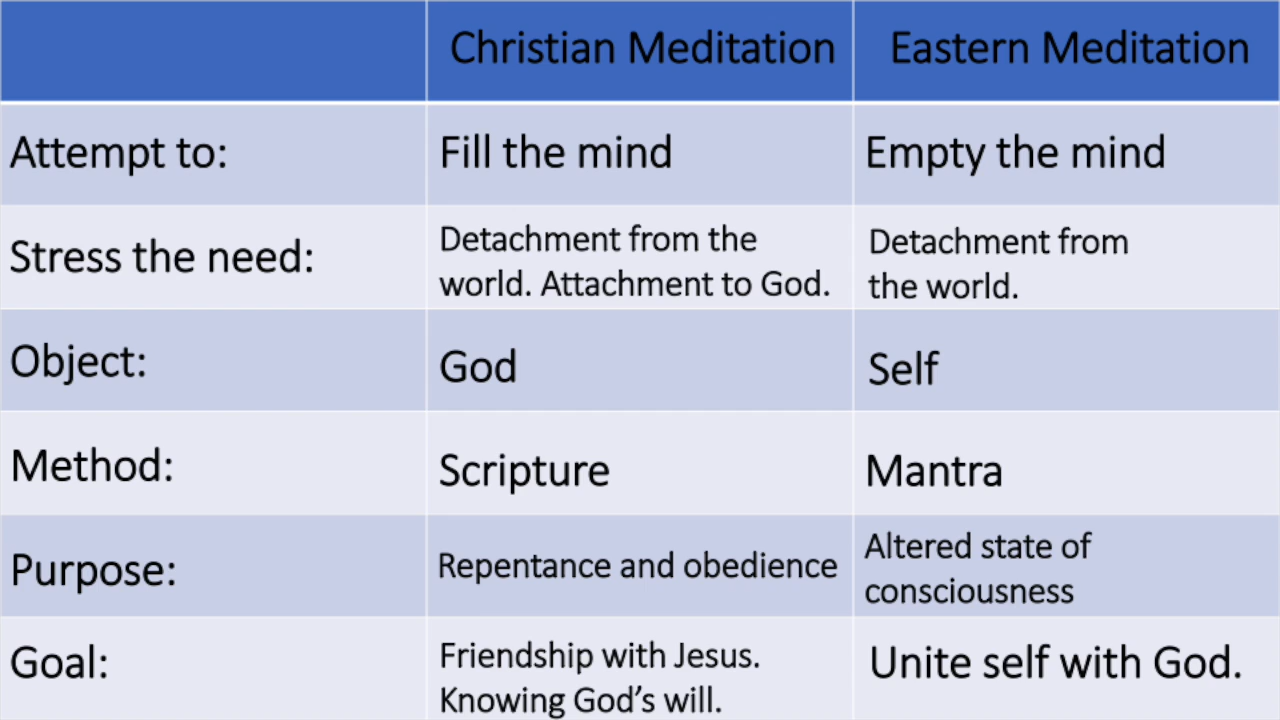 Christian Meditation Eastern Meditation
Attempt to: Fill the mind Empty the mind
Stress the need: Detachment from the Detachment from
world. Attachment to God. the world.
Object: God Self
Method: Scripture Mantra
Purpose: Repentance and obedience Altered state of
consciousness
Goal: Friendship with Jesus. Unite self with God.
Knowing God’s will.